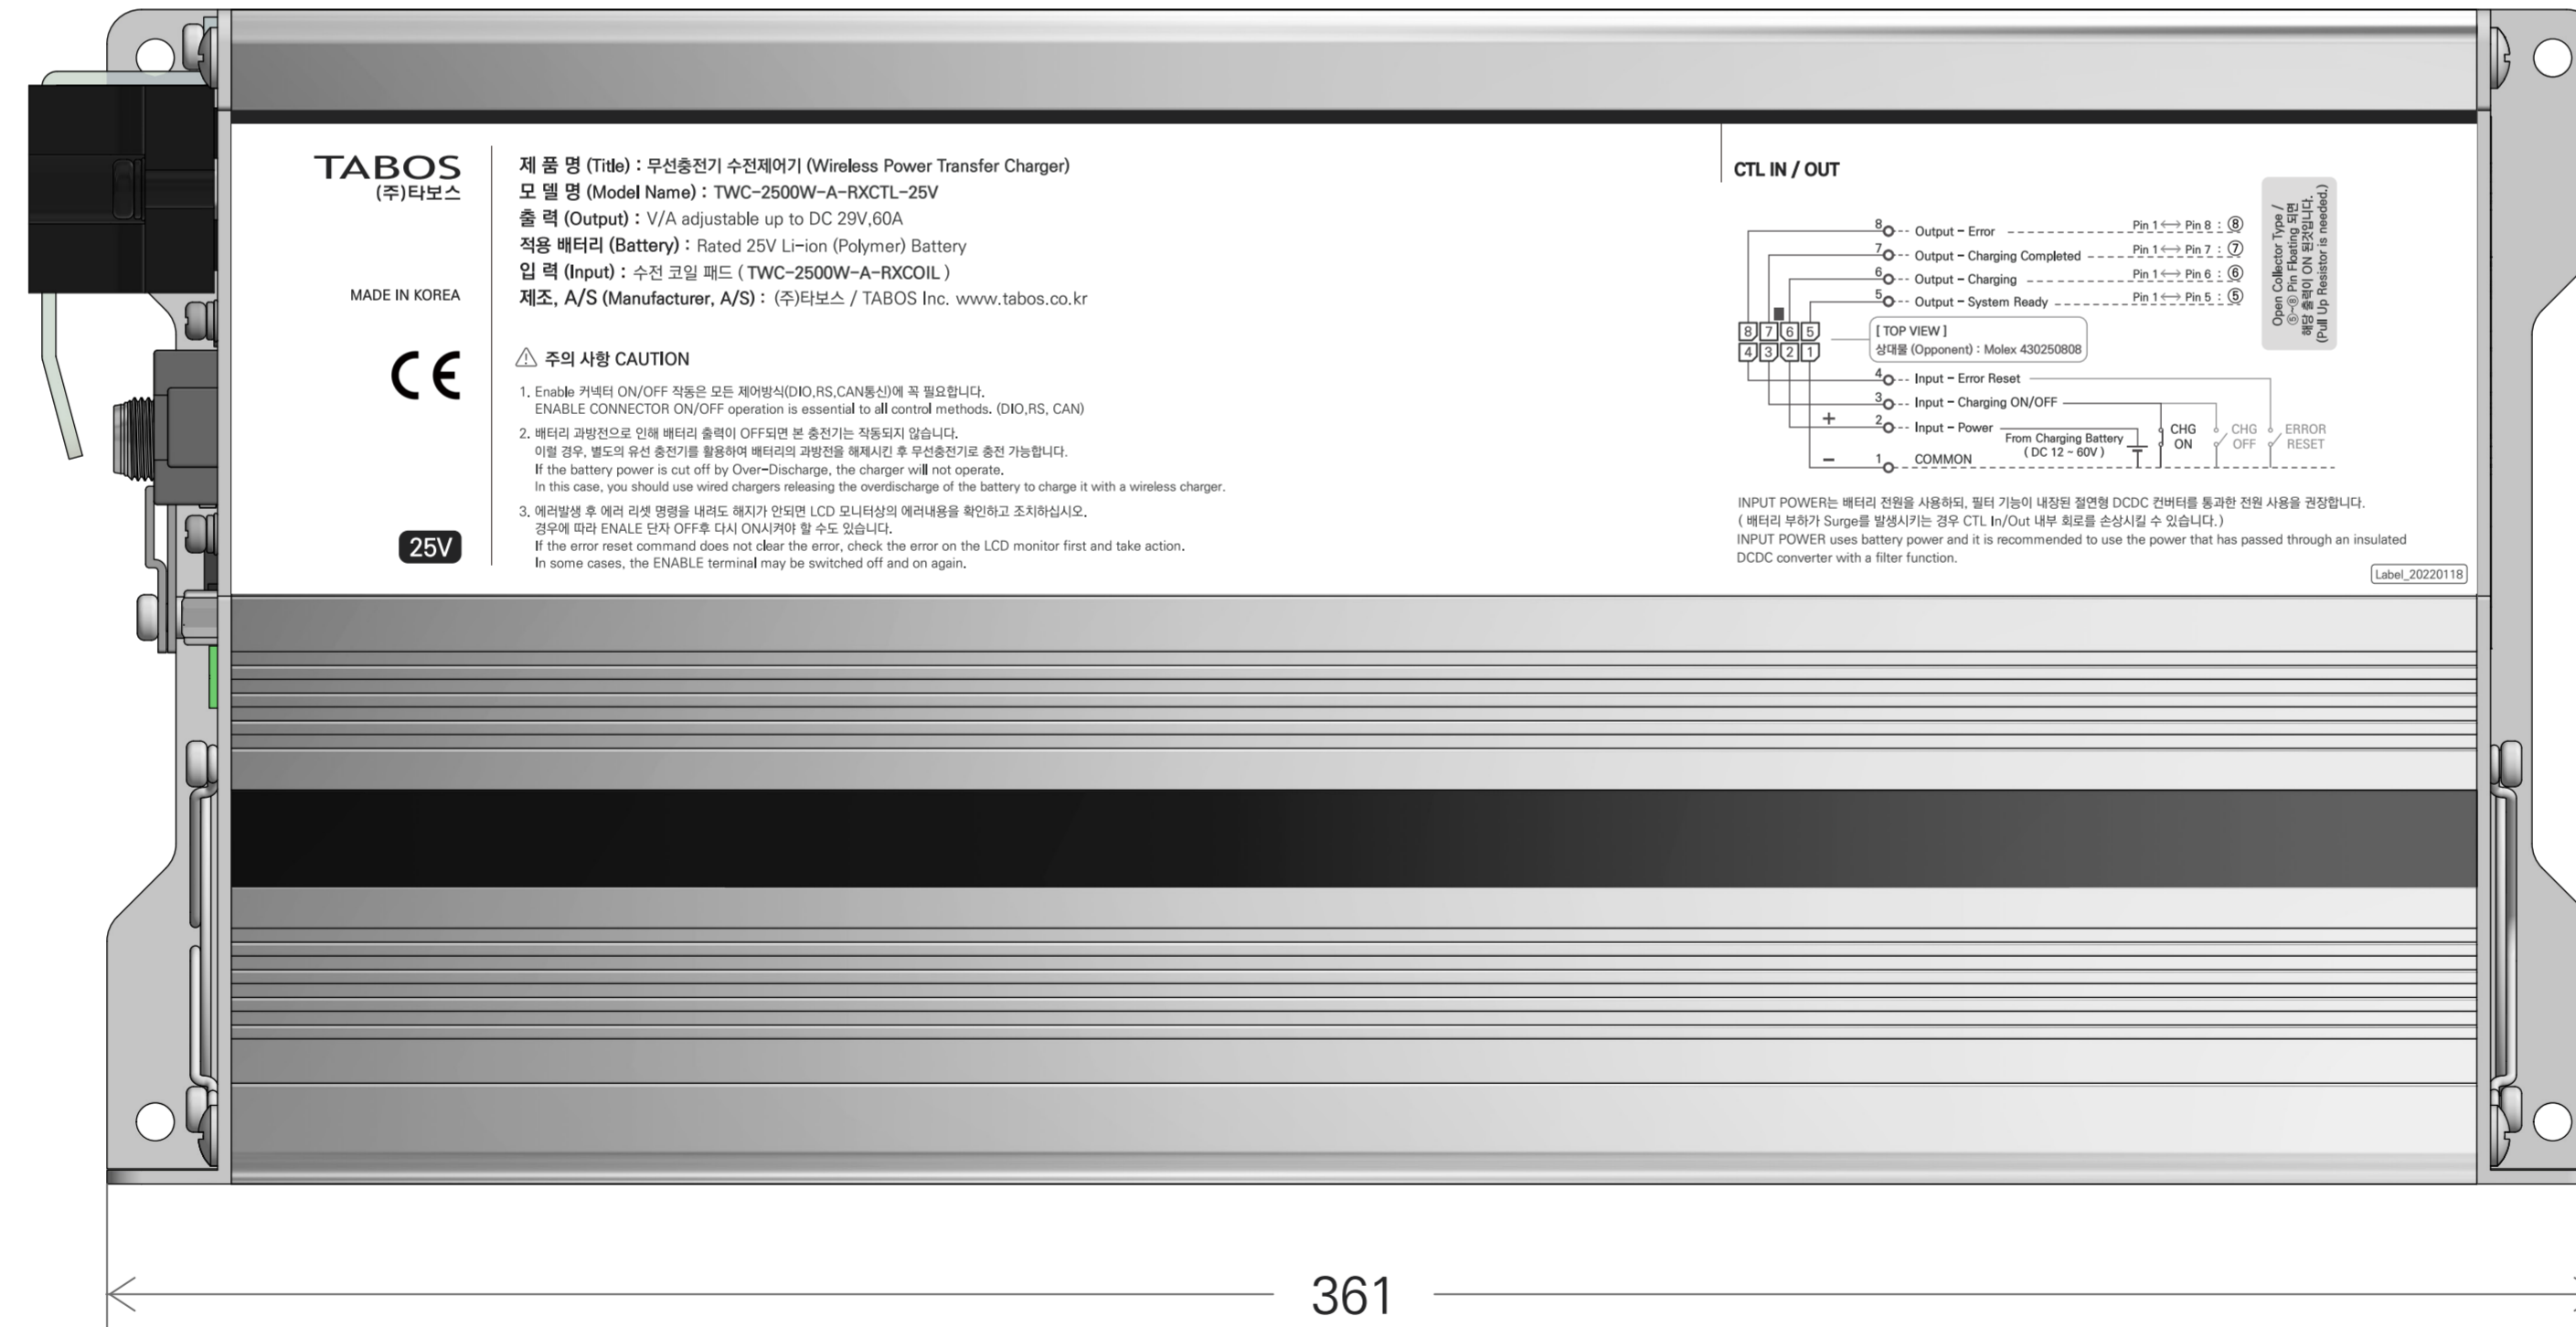 TABOS
(주)타보스
MADE IN KOREA
CE
25V
제 품 명 (Title) : 무선충전기 수전제어기 (Wireless Power Transfer Charger)
모 델 명 (Model Name) : TWC-2500W-A-RXCTL-25V
출 력 (Output) : V/A adjustable up to DC 29V,60A
적용 배터리 (Battery) : Rated 25V Li-ion (Polymer) Battery
입 력 (Input) : 수전 코일 패드 ( TWC-2500W-A-RXCOIL )
제조, A/S (Manufacturer, A/S) : (주)타보스 / TABOS Inc. www.tabos.co.kr
주의 사항 CAUTION
1. Enable 커넥터 ON/OFF 작동은 모든 제어방식(DIO,RS,CAN통신)에 꼭 필요합니다.
ENABLE CONNECTOR ON/OFF operation is essential to all control methods. (DIO,RS, CAN)
2. 배터리 과방전으로 인해 배터리 출력이 OFF되면 본 충전기는 작동되지 않습니다.
이럴 경우, 별도의 유선 충전기를 활용하여 배터리의 과방전을 해제시킨 후 무선충전기로 충전 가능합니다.
If the battery power is cut off by Over-Discharge, the charger will not operate.
In this case, you should use wired chargers releasing the overdischarge of the battery to charge it with a wireless charger.
3. 에러발생 후 에러 리셋 명령을 내려도 해지가 안되면 LCD 모니터상의 에러내용을 확인하고 조치하십시오.
경우에 따라 ENALE 단자 OFF후 다시 ON시켜야 할 수도 있습니다.
If the error reset command does not clear the error, check the error on the LCD monitor first and take action.
In some cases, the ENABLE terminal may be switched off and on again.
CTL IN / OUT
8 Output - Error Pin 1 ↔ Pin 8 : ⑧
7 Output - Charging Completed Pin 1 ↔ Pin 7 : ⑦
6 Output - Charging Pin 1 ↔ Pin 6 : ⑥
5 Output - System Ready Pin 1 ↔ Pin 5 : ⑤
Open Collector Type /
⑤~⑧ Pin Floating 되면
해당 출력이 ON 된것입니다.
(Pull Up Resistor is needed.)
8 7 6 5
4 3 2 1
[ TOP VIEW ]
상대물 (Opponent) : Molex 430250808
4 Input - Error Reset
3 Input - Charging ON/OFF
+ 2 Input - Power
From Charging Battery
( DC 12 ~ 60V )
- 1 COMMON
CHG ON
CHG OFF
ERROR RESET
INPUT POWER는 배터리 전원을 사용하되, 필터 기능이 내장된 절연형 DCDC 컨버터를 통과한 전원 사용을 권장합니다.
( 배터리 부하가 Surge를 발생시키는 경우 CTL In/Out 내부 회로를 손상시킬 수 있습니다.)
INPUT POWER uses battery power and it is recommended to use the power that has passed through an insulated
DCDC converter with a filter function.
Label_20220118
361